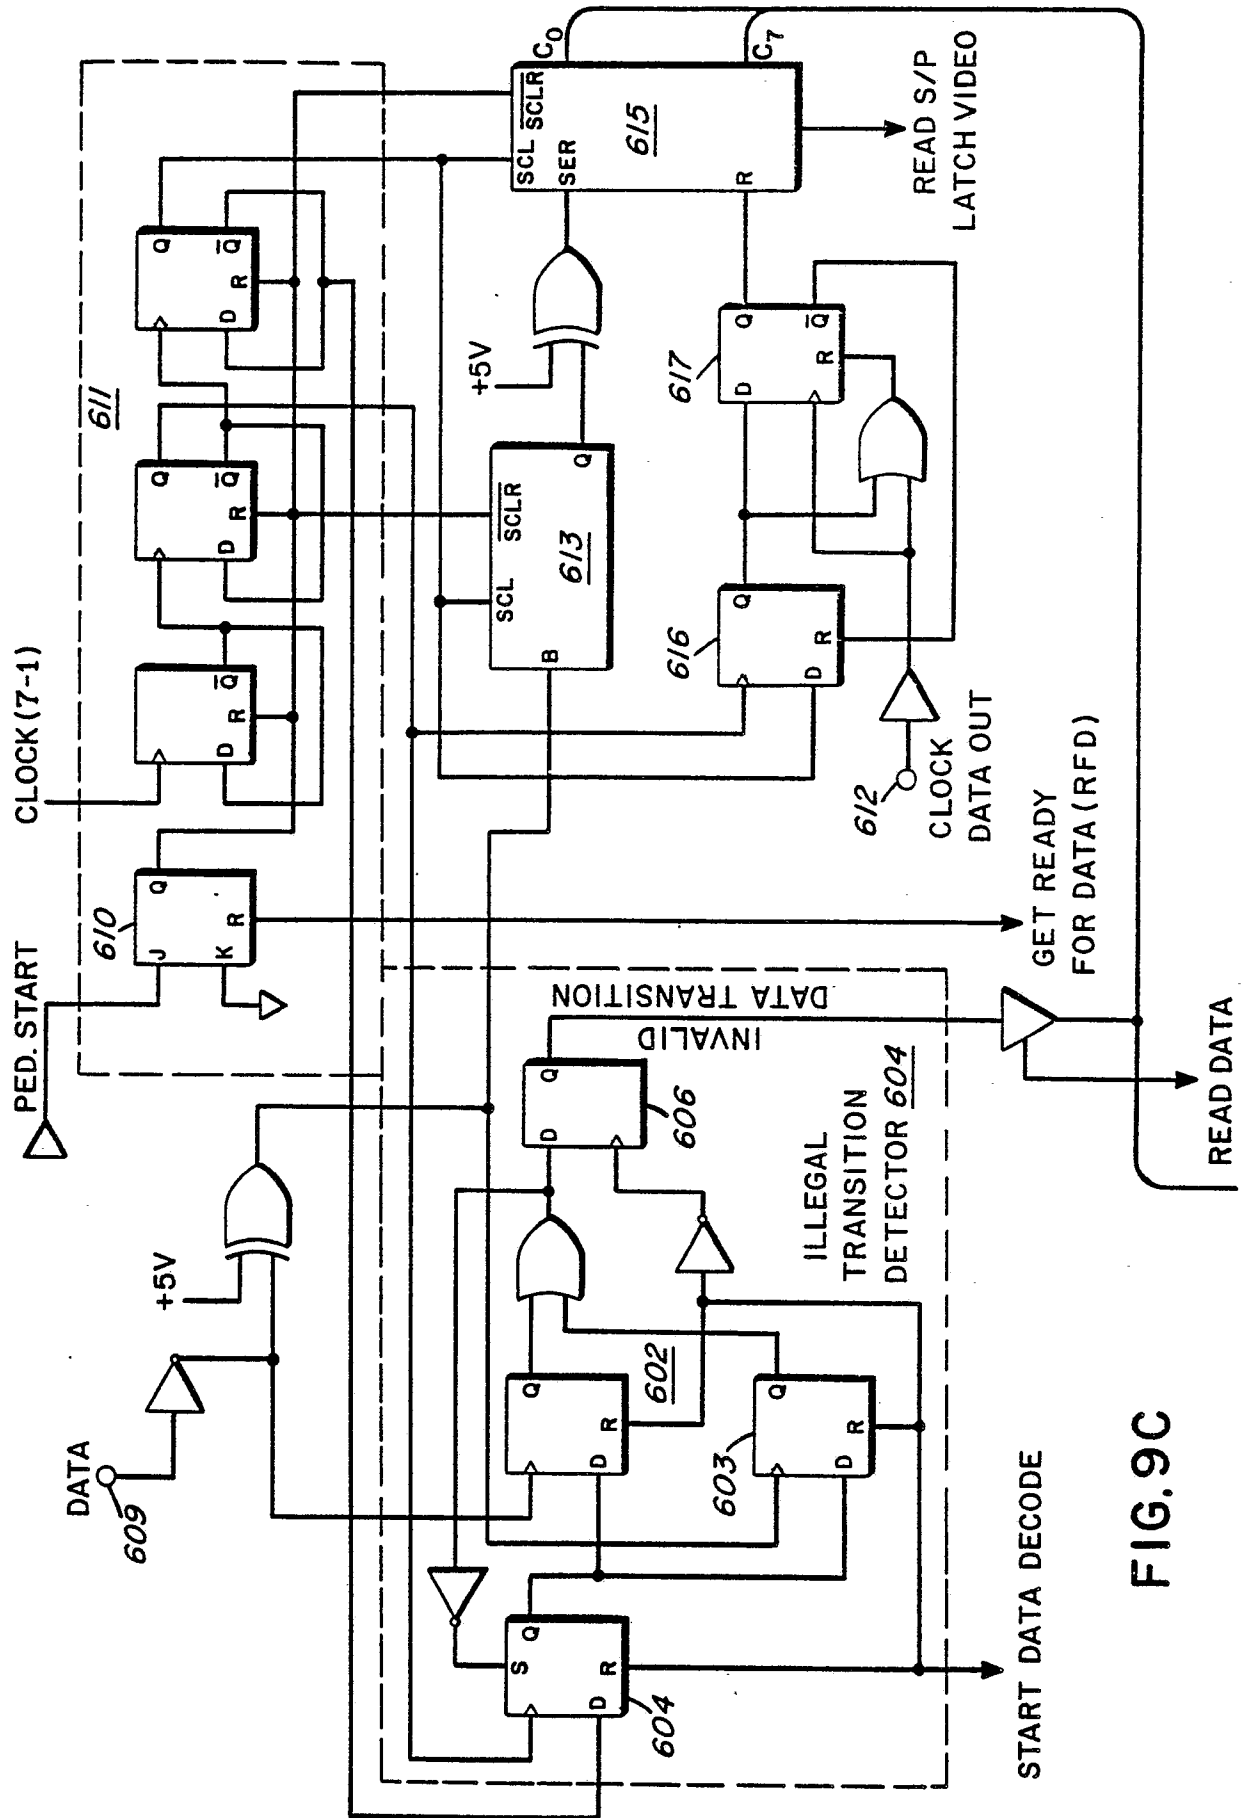 CLOCK (7-1)
PED. START
610
J
K
R
Q
D
R
Q̅
611
D
R
Q
Q̅
D
R
Q
Q̅
+5V
DATA
609
SCL
S̅C̅L̅R̅
B
613
Q
+5V
SCL
S̅C̅L̅R̅
SER
615
R
C0
C7
READ S/P
LATCH VIDEO
616
D
R
Q
617
D
R
Q
Q̅
612
CLOCK
DATA OUT
GET READY
FOR DATA (RFD)
604
S
D
R
Q
602
D
R
Q
603
D
R
Q
606
D
Q
INVALID
DATA TRANSITION
ILLEGAL
TRANSITION
DETECTOR 604
START DATA DECODE
READ DATA
FIG. 9C